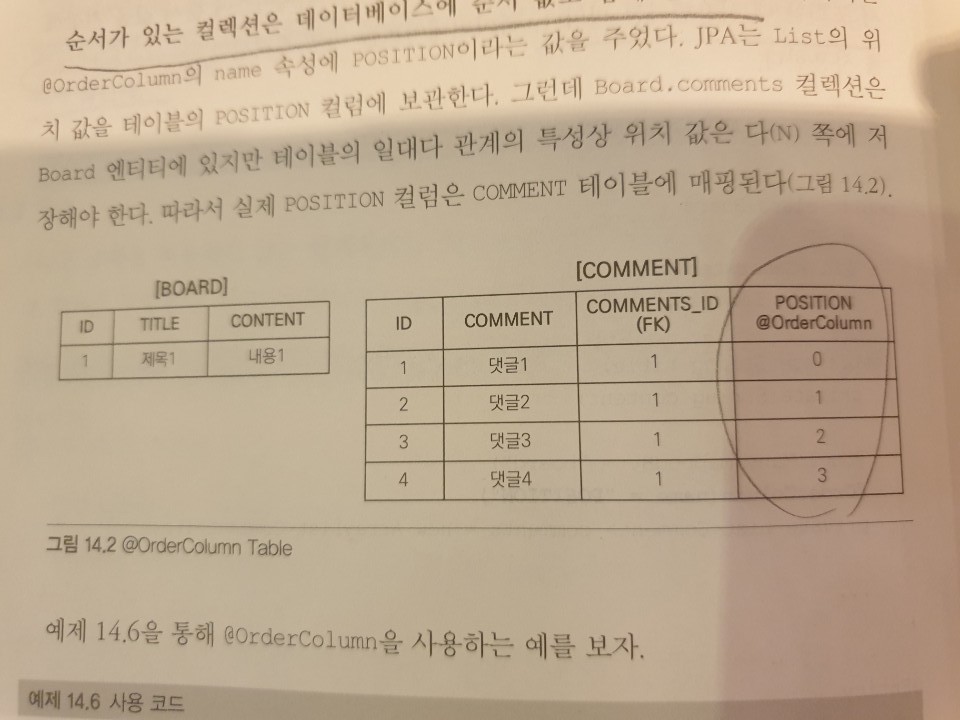 순서가 있는 컬렉션은 데이터베이스에 순서
@OrderColumn의 name 속성에 POSITION이라는 값을 주었다. JPA는 List의 위
치 값을 테이블의 POSITION 컬럼에 보관한다. 그런데 Board.comments 컬렉션은
Board 엔티티에 있지만 테이블의 일대다 관계의 특성상 위치 값은 다(N) 쪽에 저
장해야 한다. 따라서 실제 POSITION 컬럼은 COMMENT 테이블에 매핑된다(그림 14.2).
[BOARD]
ID TITLE CONTENT
1 제목1 내용1
[COMMENT]
ID COMMENT COMMENTS_ID (FK) POSITION @OrderColumn
1 댓글1 1 0
2 댓글2 1 1
3 댓글3 1 2
4 댓글4 1 3
그림 14.2 @OrderColumn Table
예제 14.6을 통해 @OrderColumn을 사용하는 예를 보자.
예제 14.6 사용 코드